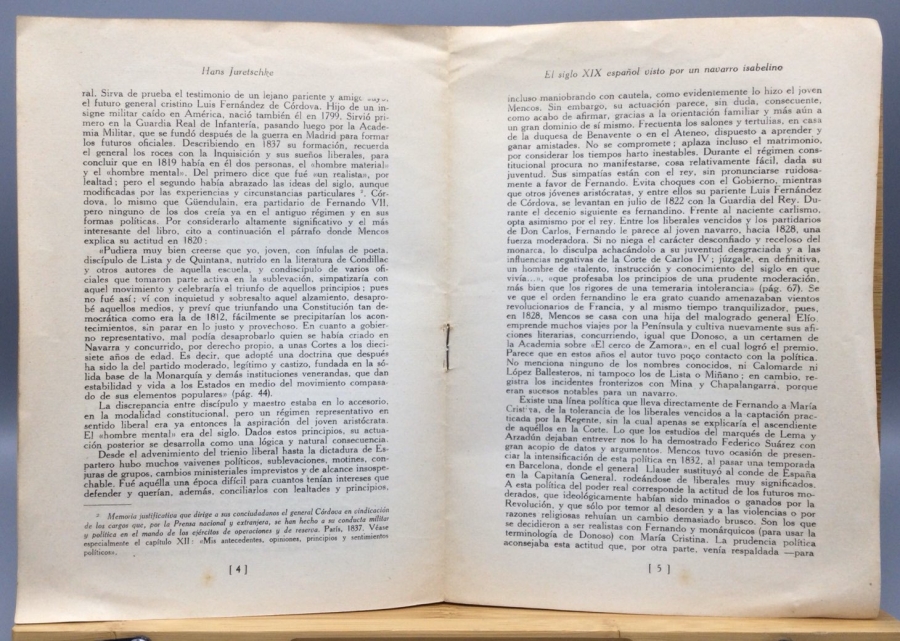 Hans Juretschke
ral. Sirva de prueba el testimonio de un lejano pariente y amigo suyo,
el futuro general cristino Luis Fernández de Córdova. Hijo de un in-
signe militar caído en América, nació también él en 1799. Sirvió pri-
mero en la Guardia Real de Infantería, pasando luego por la Acade-
mia Militar, que se fundó después de la guerra en Madrid para formar
los futuros oficiales. Describiendo en 1837 su formación, recuerda
el general los roces con la Inquisición y sus sueños liberales, para
concluir que en 1819 había en él dos personas, el «hombre material»
y el «hombre mental». Del primero dice que fué «un realista», por
lealtad; pero el segundo había abrazado las ideas del siglo, aunque
modificadas por las experiencias y circunstancias particulares ². Cór-
dova, lo mismo que Güendulain, era partidario de Fernando VII,
pero ninguno de los dos creía ya en el antiguo régimen y en sus
formas políticas. Por considerarlo altamente significativo y el más
interesante del libro, cito a continuación el párrafo donde Mencos
explica su actitud en 1820:
«Pudiera muy bien creerse que yo, joven, con ínfulas de poeta,
discípulo de Lista y de Quintana, nutrido en la literatura de Condillac
y otros autores de aquella escuela, y condiscípulo de varios ofi-
ciales que tomaron parte activa en la sublevación, simpatizaría con
aquel movimiento y celebraría el triunfo de aquellos principios; pues
no fué así; ví con inquietud y sobresalto aquel alzamiento, desapro-
bé aquellos medios, y preví que triunfando una Constitución tan de-
mocrática como era la de 1812, fácilmente se precipitarían los acon-
tecimientos, sin parar en lo justo y provechoso. En cuanto a gobier-
no representativo, mal podía desaprobarlo quien se había criado en
Navarra y concurrido, por derecho propio, a unas Cortes a los dieci-
siete años de edad. Es decir, que adopté una doctrina que después
ha sido la del partido moderado, legítimo y castizo, fundada en la só-
lida base de la Monarquía y demás instituciones venerandas, que dan
estabilidad y vida a los Estados en medio del movimiento compasa-
do de sus elementos populares» (pág. 44).
La discrepancia entre discípulo y maestro estaba en lo accesorio,
en la modalidad constitucional, pero un régimen representativo en
sentido liberal era ya entonces la aspiración del joven aristócrata.
El «hombre mental» era del siglo. Dados estos principios, su actua-
ción posterior se desarrolla como una lógica y natural consecuencia.
Desde el advenimiento del trienio liberal hasta la dictadura de Es-
partero hubo muchos vaivenes políticos, sublevaciones, motines, con-
juras de grupos, cambios ministeriales imprevistos y de alcance insospe-
chable. Fué aquélla una época difícil para cuantos tenían intereses que
defender y querían, además, conciliarlos con lealtades y principios,
² Memoria justificativa que dirige a sus conciudadanos el general Córdova en vindicación
de los cargos que, por la Prensa nacional y extranjera, se han hecho a su conducta militar
y política en el mando de los ejércitos de operaciones y de reserva. París, 1837. Véase
especialmente el capítulo XII: «Mis antecedentes, opiniones, principios y sentimientos
políticos».
[ 4 ]
El siglo XIX español visto por un navarro isabelino
incluso maniobrando con cautela, como evidentemente lo hizo el joven
Mencos. Sin embargo, su actuación parece, sin duda, consecuente,
como acabo de afirmar, gracias a la orientación familiar y más aún a
un gran dominio de sí mismo. Frecuenta los salones y tertulias, en casa
de la duquesa de Benavente o en el Ateneo, dispuesto a aprender y
ganar amistades. No se compromete; aplaza incluso el matrimonio,
por considerar los tiempos harto inestables. Durante el régimen cons-
titucional procura no manifestarse, cosa relativamente fácil, dada su
juventud. Sus simpatías están con el rey, sin pronunciarse ruidosa-
mente a favor de Fernando. Evita choques con el Gobierno, mientras
que otros jóvenes aristócratas, y entre ellos su pariente Luis Fernández
de Córdova, se levantan en julio de 1822 con la Guardia del Rey. Du-
rante el decenio siguiente es fernandino. Frente al naciente carlismo,
opta asimismo por el rey. Entre los liberales vencidos y los partidarios
de Don Carlos, Fernando le parece al joven navarro, hacia 1828, una
fuerza moderadora. Si no niega el carácter desconfiado y receloso del
monarca, lo disculpa achacándolo a su juventud desgraciada y a las
influencias negativas de la Corte de Carlos IV; júzgale, en definitiva,
un hombre de «talento, instrucción y conocimiento del siglo en que
vivía...», «que profesaba los principios de una prudente moderación,
más bien que los rigores de una temeraria intolerancia» (pág. 67). Se
ve que el orden fernandino le era grato cuando amenazaban vientos
revolucionarios de Francia, y al mismo tiempo tranquilizador, pues,
en 1828, Mencos se casa con una hija del malogrado general Elío,
emprende muchos viajes por la Península y cultiva nuevamente sus afi-
ciones literarias, concurriendo, igual que Donoso, a un certamen de
la Academia sobre «El cerco de Zamora», en el cual logró el premio.
Parece que en estos años el autor tuvo poco contacto con la política.
No menciona ninguno de los nombres conocidos, ni Calomarde ni
López Ballesteros, ni tampoco los de Lista o Miñano; en cambio, re-
gistra los incidentes fronterizos con Mina y Chapalangarra, porque
eran sucesos notables para un navarro.
Existe una línea política que lleva directamente de Fernando a María
Cristina, de la tolerancia de los liberales vencidos a la captación prac-
ticada por la Regente, sin la cual apenas se explicaría el ascendiente
de aquéllos en la Corte. Lo que los estudios del marqués de Lema y
Arzadún dejaban entrever nos lo ha demostrado Federico Suárez con
gran acopio de datos y argumentos. Mencos tuvo ocasión de presen-
ciar la intensificación de esta política en 1832, al pasar una temporada
en Barcelona, donde el general Llauder sustituyó al conde de España
en la Capitanía General, rodeándose de liberales muy significados.
A esta política del poder real corresponde la actitud de los futuros mo-
derados, que ideológicamente habían sido minados o ganados por la
Revolución, y que sólo por temor al desorden y a las violencias o por
razones religiosas rehuían un cambio demasiado brusco. Son los que
se decidieron a ser realistas con Fernando y monárquicos (para usar la
terminología de Donoso) con María Cristina. La prudencia política
aconsejaba esta actitud que, por otra parte, venía respaldada —para
[ 5 ]